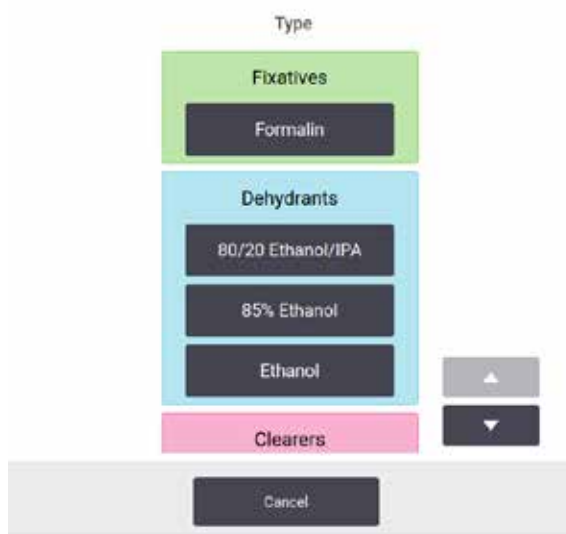 Type
Fixatives
Formalin
Dehydrants
80/20 Ethanol/IPA
85% Ethanol
Ethanol
Clearers
Cancel